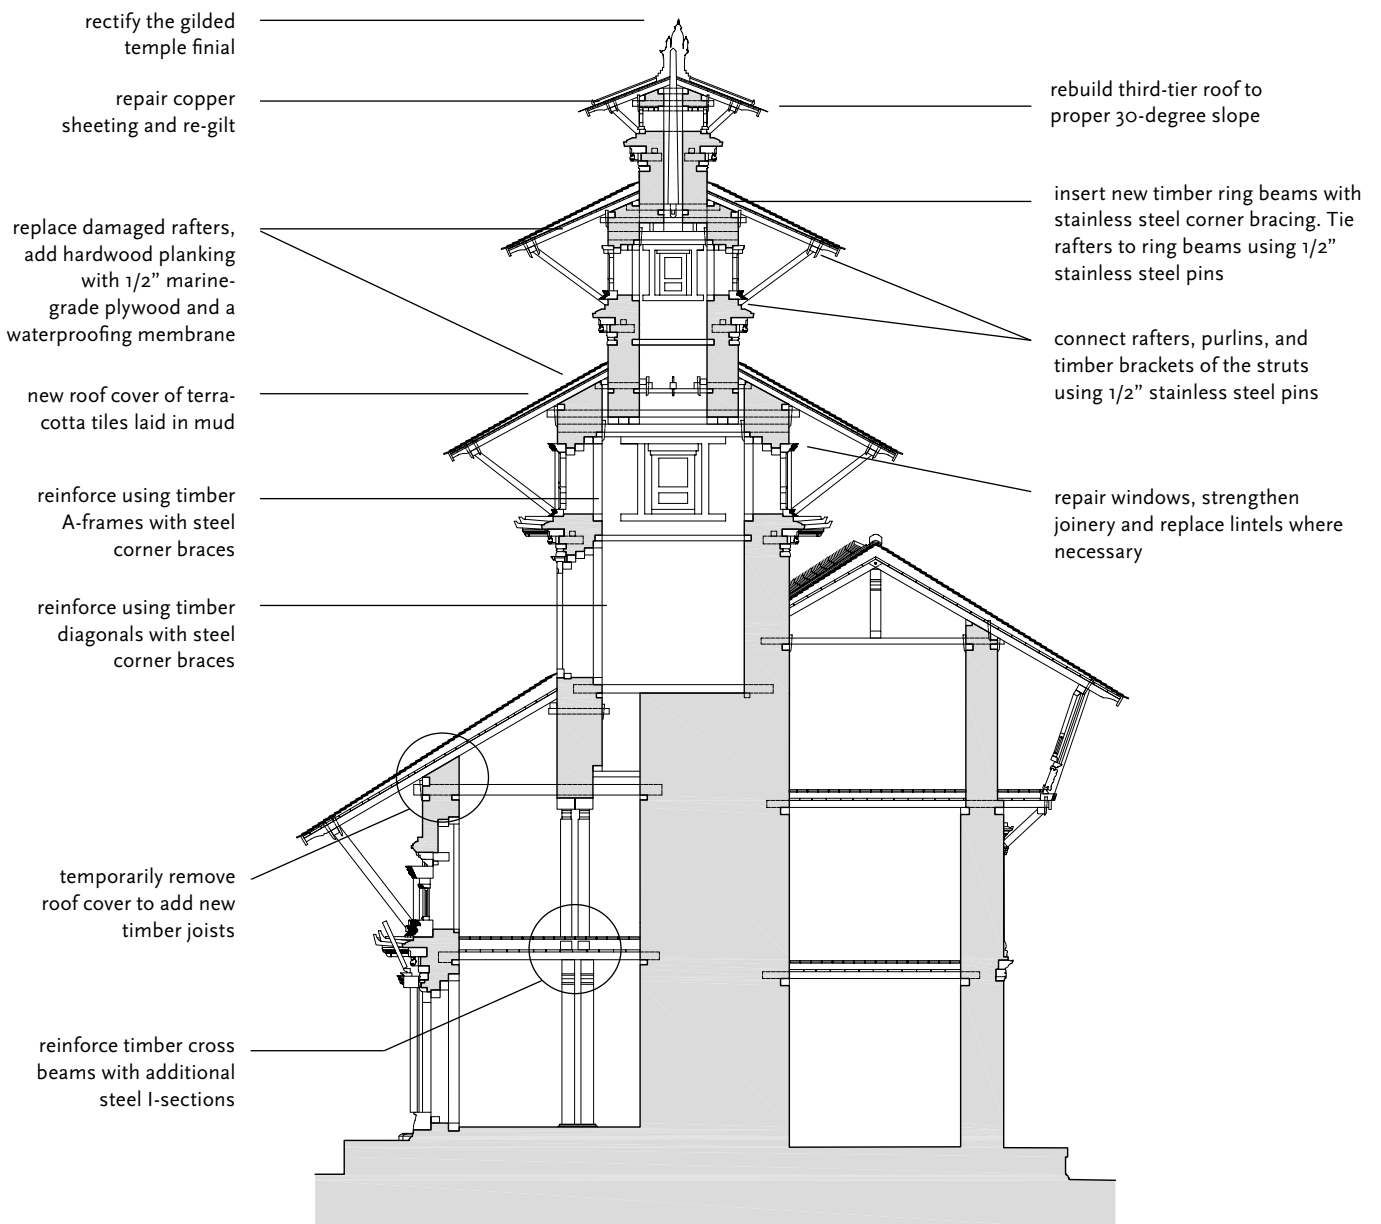 rectify the gilded
temple finial
repair copper
sheeting and re-gilt
replace damaged rafters,
add hardwood planking
with 1/2” marine-
grade plywood and a
waterproofing membrane
new roof cover of terra-
cotta tiles laid in mud
reinforce using timber
A-frames with steel
corner braces
reinforce using timber
diagonals with steel
corner braces
temporarily remove
roof cover to add new
timber joists
reinforce timber cross
beams with additional
steel I-sections
rebuild third-tier roof to
proper 30-degree slope
insert new timber ring beams with
stainless steel corner bracing. Tie
rafters to ring beams using 1/2”
stainless steel pins
connect rafters, purlins, and
timber brackets of the struts
using 1/2” stainless steel pins
repair windows, strengthen
joinery and replace lintels where
necessary